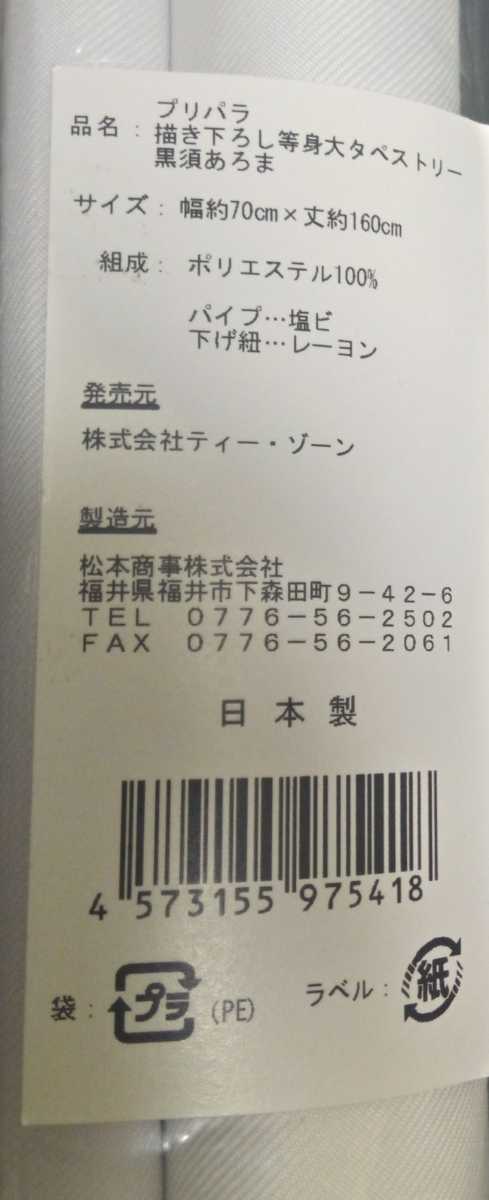 プリパラ
品名：描き下ろし等身大タペストリー
黒須あろま
サイズ：幅約70cm×丈約160cm
組成：ポリエステル100%
パイプ…塩ビ
下げ紐…レーヨン
発売元
株式会社ティー・ゾーン
製造元
松本商事株式会社
福井県福井市下森田町９－４２－６
ＴＥＬ　０７７６－５６－２５０２
ＦＡＸ　０７７６－５６－２０６１
日本製
4 573155 975418
袋：プラ(PE)　ラベル：紙